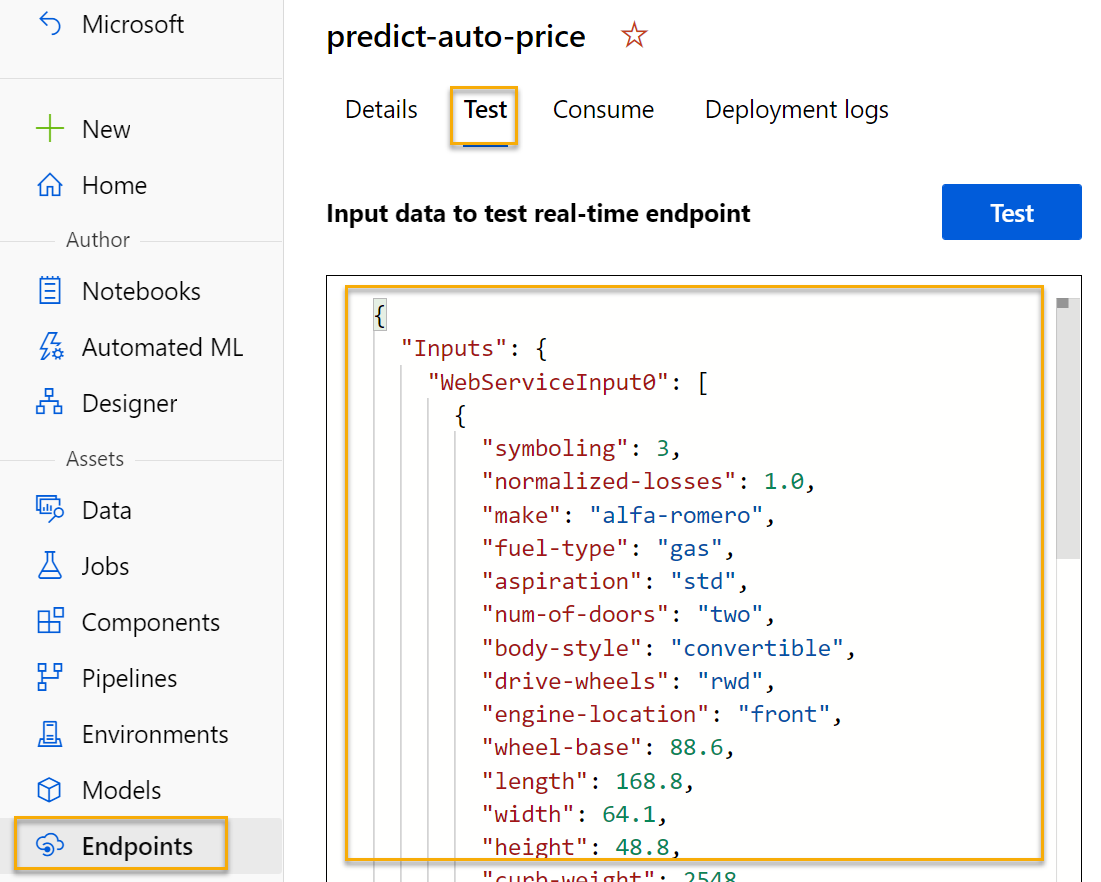 Microsoft
New
Home
Author
Notebooks
Automated ML
Designer
Assets
Data
Jobs
Components
Pipelines
Environments
Models
Endpoints
predict-auto-price
Details Test Consume Deployment logs
Input data to test real-time endpoint Test
{
"Inputs": {
"WebServiceInput0": [
{
"symboling": 3,
"normalized-losses": 1.0,
"make": "alfa-romero",
"fuel-type": "gas",
"aspiration": "std",
"num-of-doors": "two",
"body-style": "convertible",
"drive-wheels": "rwd",
"engine-location": "front",
"wheel-base": 88.6,
"length": 168.8,
"width": 64.1,
"height": 48.8,
"curb-weight": 2548